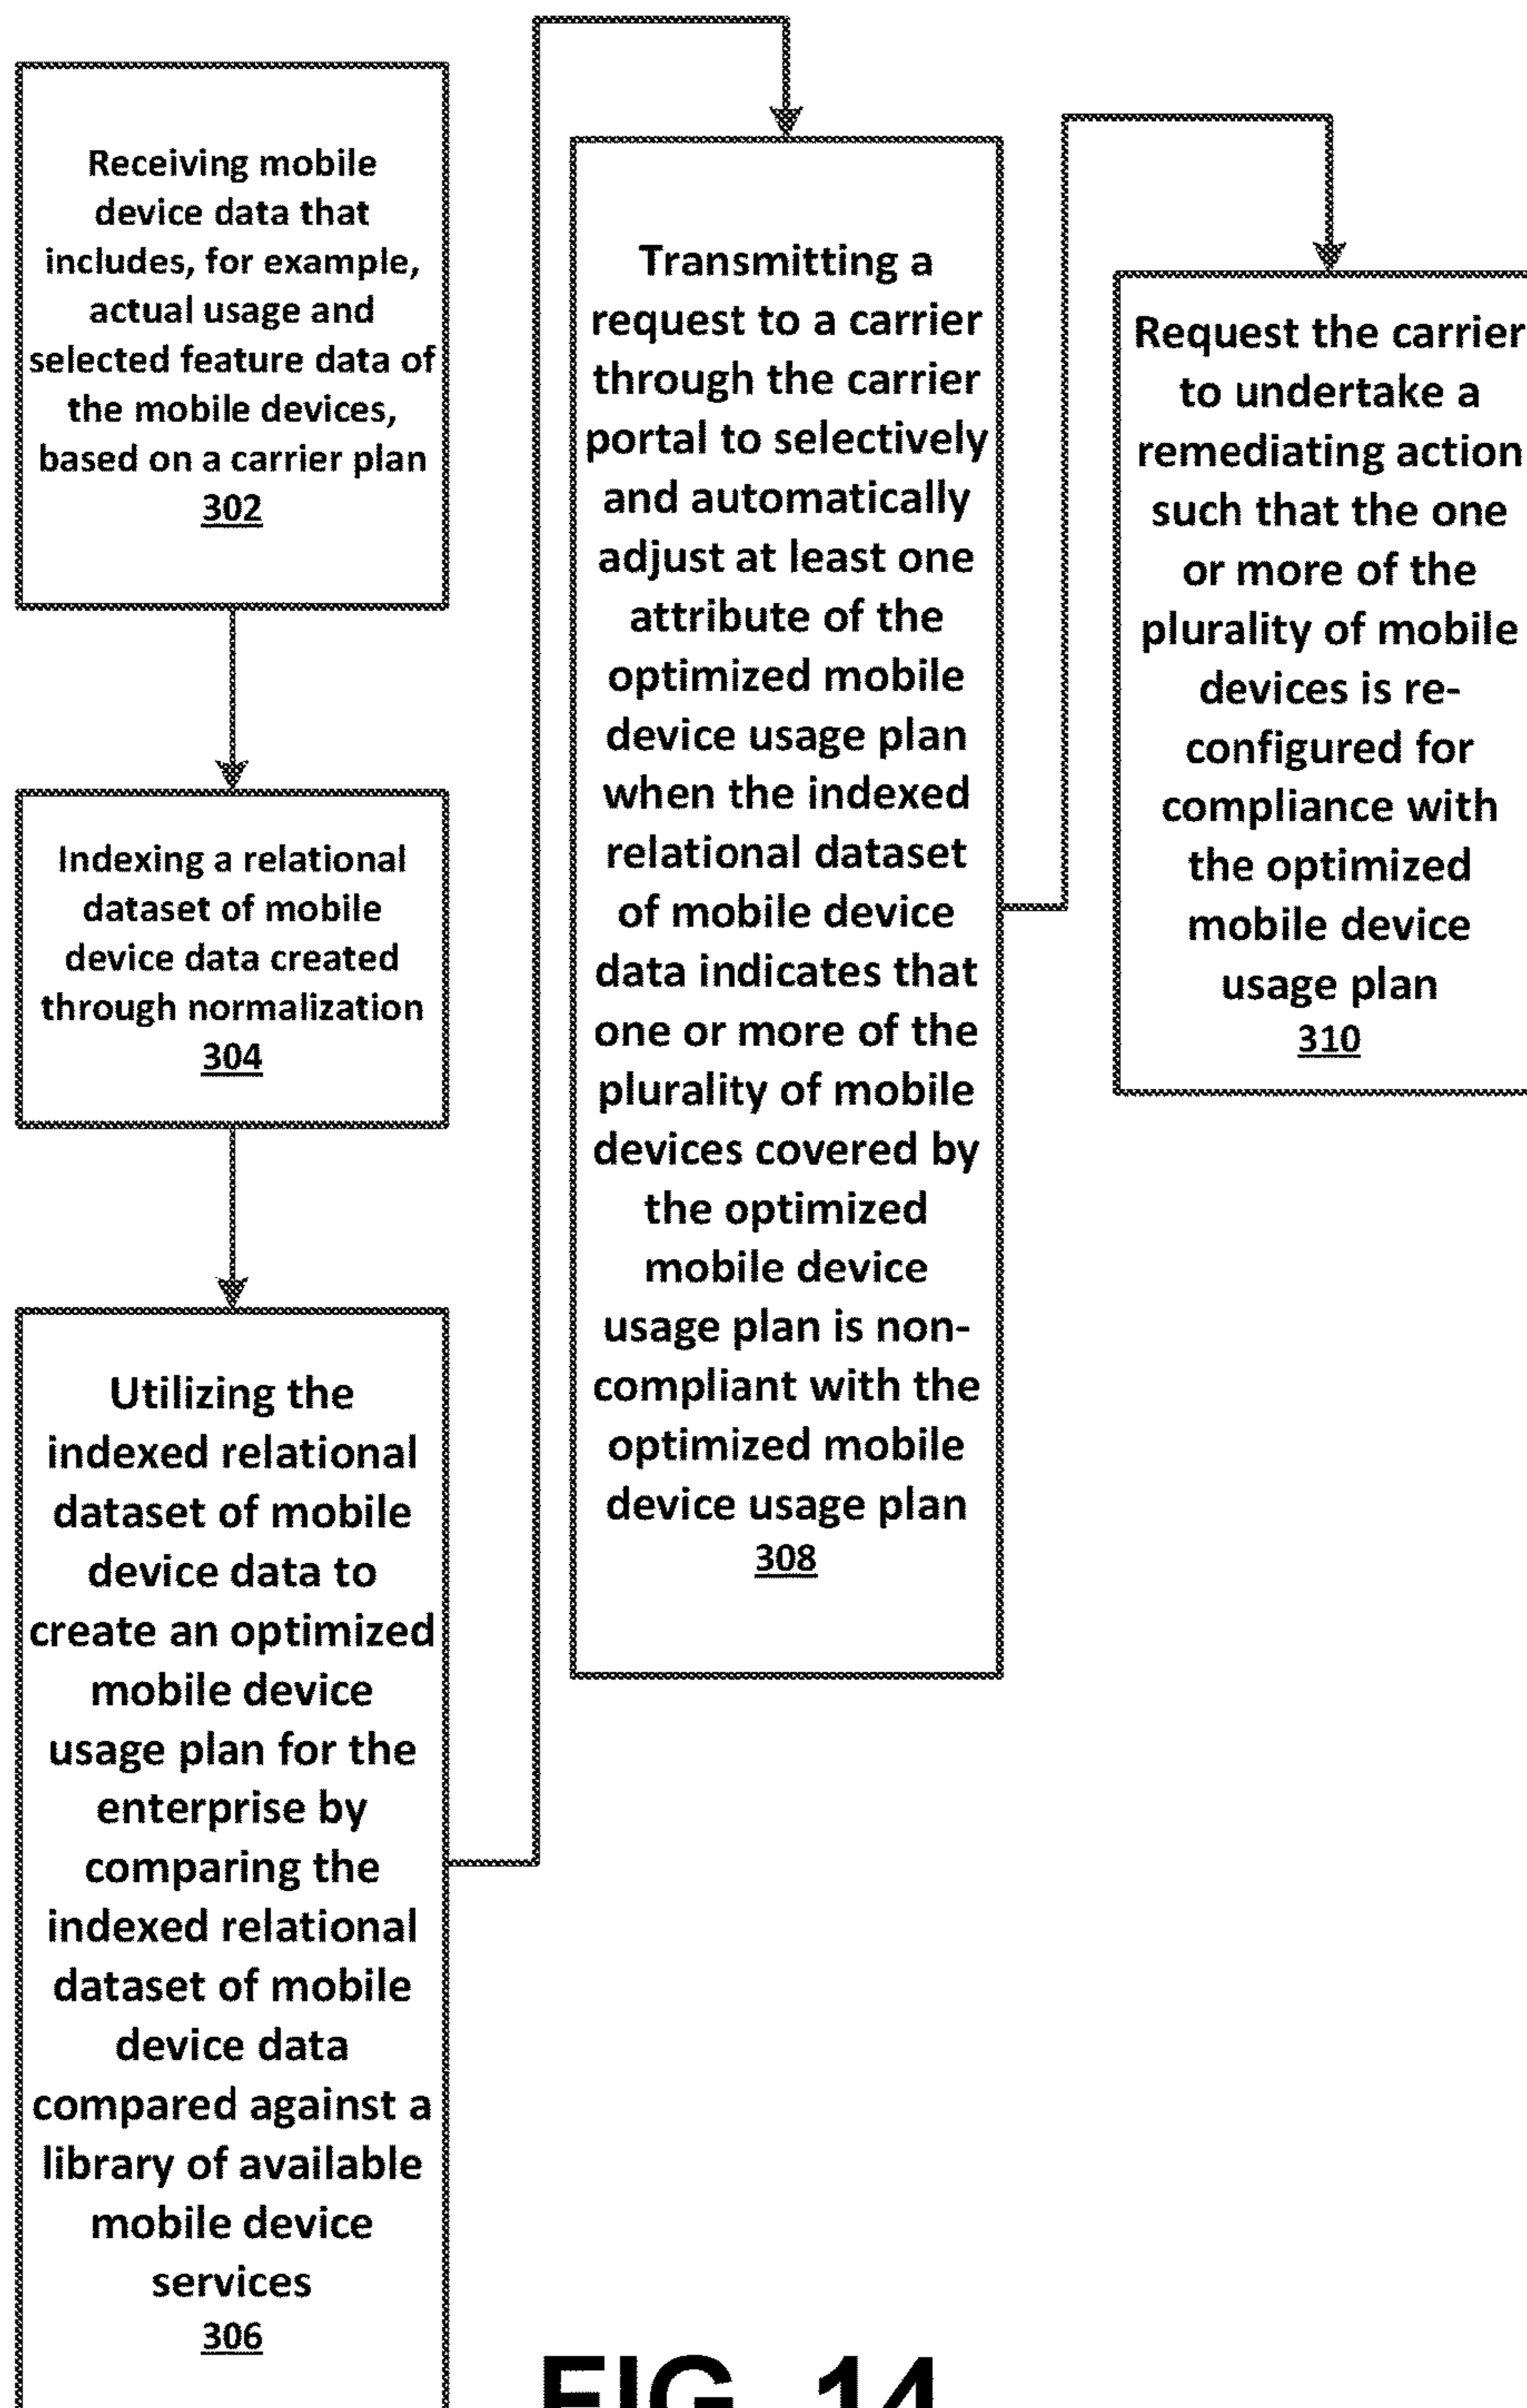 Receiving mobile
device data that
includes, for example,
actual usage and
selected feature data of
the mobile devices,
based on a carrier plan
302
Indexing a relational
dataset of mobile
device data created
through normalization
304
Utilizing the
indexed relational
dataset of mobile
device data to
create an optimized
mobile device
usage plan for the
enterprise by
comparing the
indexed relational
dataset of mobile
device data
compared against a
library of available
mobile device
services
306
Transmitting a
request to a carrier
through the carrier
portal to selectively
and automatically
adjust at least one
attribute of the
optimized mobile
device usage plan
when the indexed
relational dataset
of mobile device
data indicates that
one or more of the
plurality of mobile
devices covered by
the optimized
mobile device
usage plan is non-
compliant with the
optimized mobile
device usage plan
308
Request the carrier
to undertake a
remediating action
such that the one
or more of the
plurality of mobile
devices is re-
configured for
compliance with
the optimized
mobile device
usage plan
310
FIG. 14